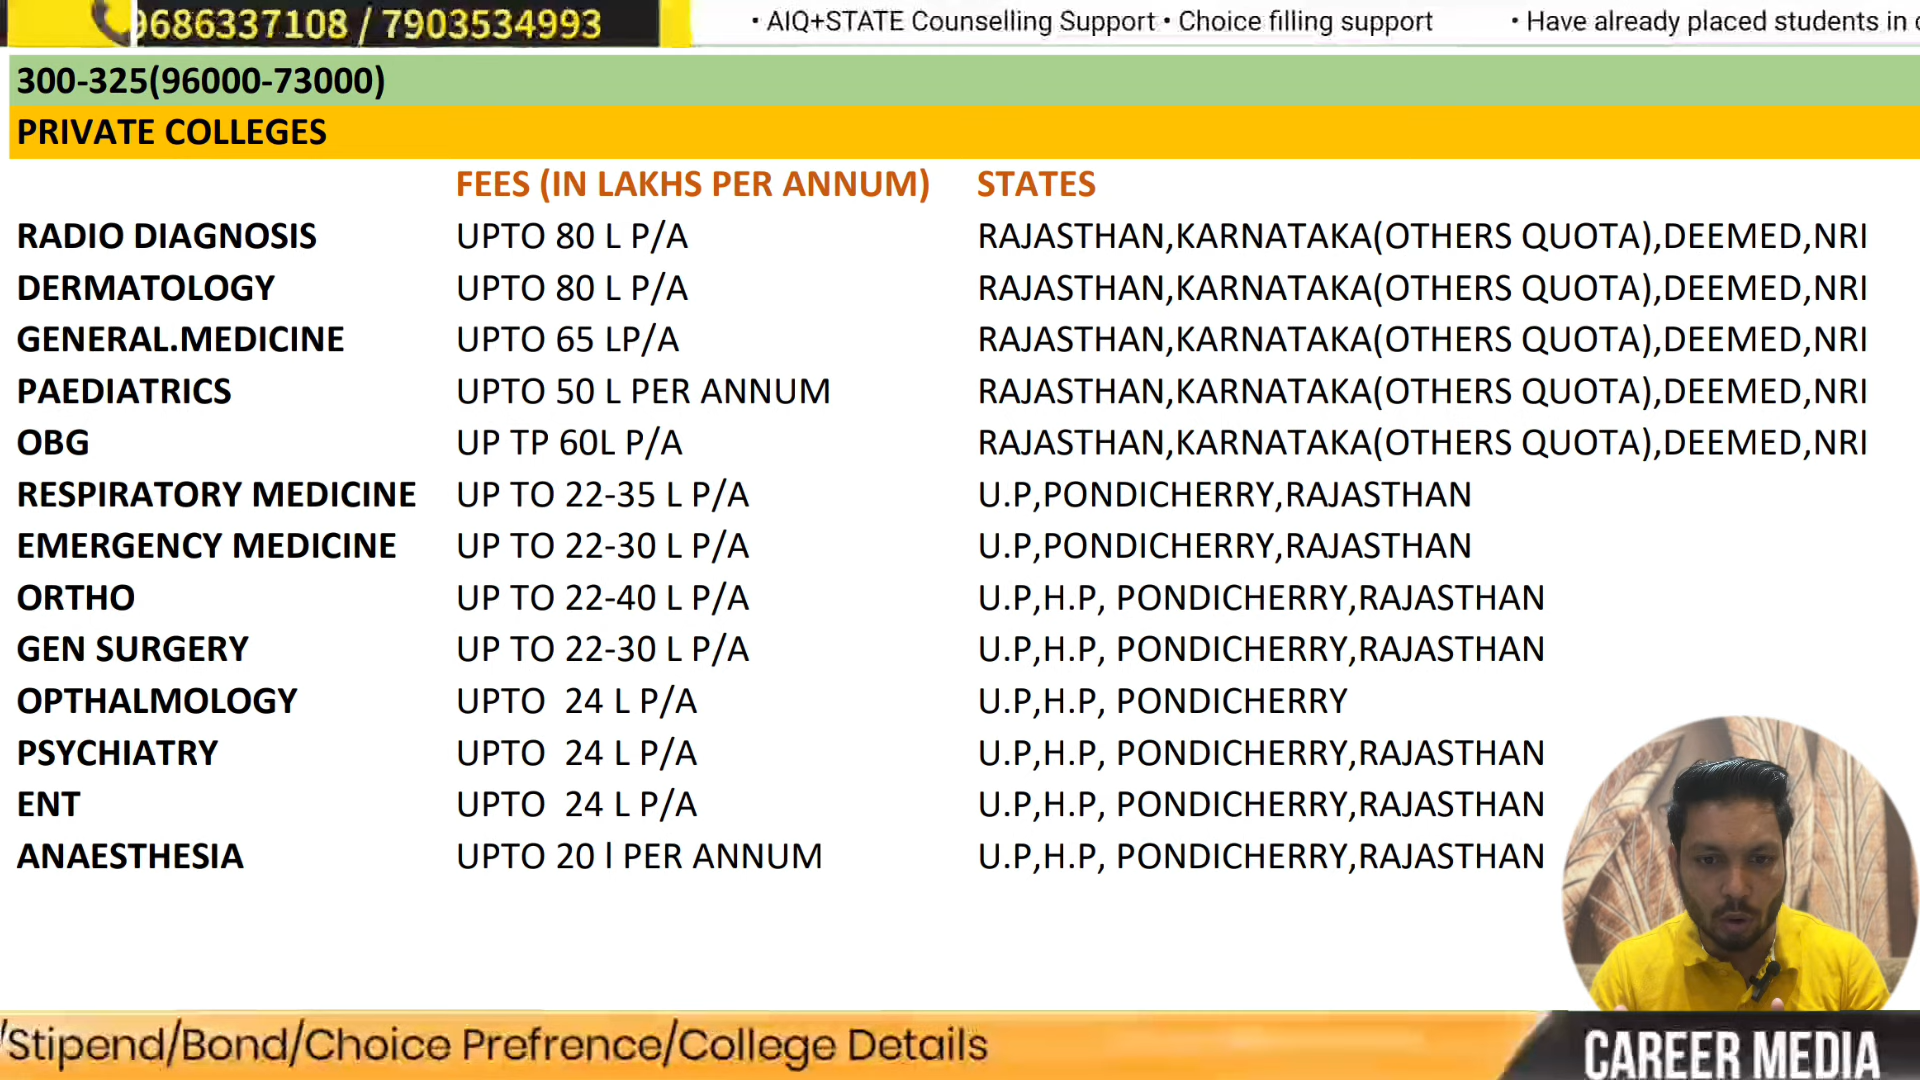 9686337108 / 7903534993
• AIQ+STATE Counselling Support • Choice filling support • Have already placed students in
300-325(96000-73000)
PRIVATE COLLEGES
FEES (IN LAKHS PER ANNUM) STATES
RADIO DIAGNOSIS UPTO 80 L P/A RAJASTHAN,KARNATAKA(OTHERS QUOTA),DEEMED,NRI
DERMATOLOGY UPTO 80 L P/A RAJASTHAN,KARNATAKA(OTHERS QUOTA),DEEMED,NRI
GENERAL.MEDICINE UPTO 65 LP/A RAJASTHAN,KARNATAKA(OTHERS QUOTA),DEEMED,NRI
PAEDIATRICS UPTO 50 L PER ANNUM RAJASTHAN,KARNATAKA(OTHERS QUOTA),DEEMED,NRI
OBG UP TP 60L P/A RAJASTHAN,KARNATAKA(OTHERS QUOTA),DEEMED,NRI
RESPIRATORY MEDICINE UP TO 22-35 L P/A U.P,PONDICHERRY,RAJASTHAN
EMERGENCY MEDICINE UP TO 22-30 L P/A U.P,PONDICHERRY,RAJASTHAN
ORTHO UP TO 22-40 L P/A U.P,H.P, PONDICHERRY,RAJASTHAN
GEN SURGERY UP TO 22-30 L P/A U.P,H.P, PONDICHERRY,RAJASTHAN
OPTHALMOLOGY UPTO 24 L P/A U.P,H.P, PONDICHERRY
PSYCHIATRY UPTO 24 L P/A U.P,H.P, PONDICHERRY,RAJASTHAN
ENT UPTO 24 L P/A U.P,H.P, PONDICHERRY,RAJASTHAN
ANAESTHESIA UPTO 20 l PER ANNUM U.P,H.P, PONDICHERRY,RAJASTHAN
/Stipend/Bond/Choice Prefrence/College Details
CAREER MEDIA